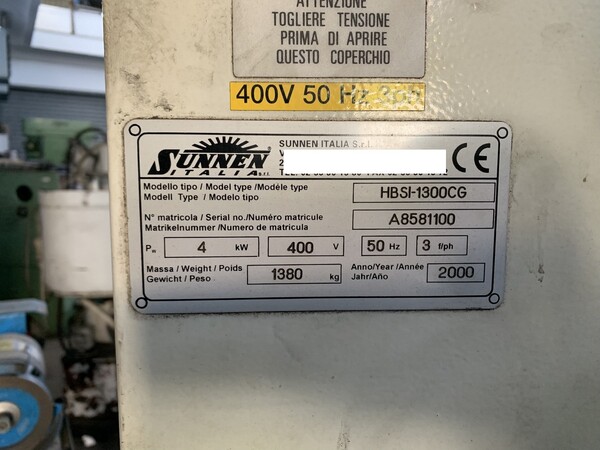 ATTENZIONE
TOGLIERE TENSIONE
PRIMA DI APRIRE
QUESTO COPERCHIO
400V 50 Hz
SUNNEN ITALIA S.r.l.
SUNNEN
ITALIA s.r.l.
CE
Modello tipo / Model type / Modèle type
Modell Type / Modelo tipo
HBSI-1300CG
N° matricola / Serial no./Numéro matricule
Matrikelnummer / Numero de matricula
A8581100
Pw 4 kW 400 V 50 Hz 3 f/ph
Massa / Weight / Poids
Gewicht / Peso
1380 kg
Anno/Year /Année
Jahr/Año
2000